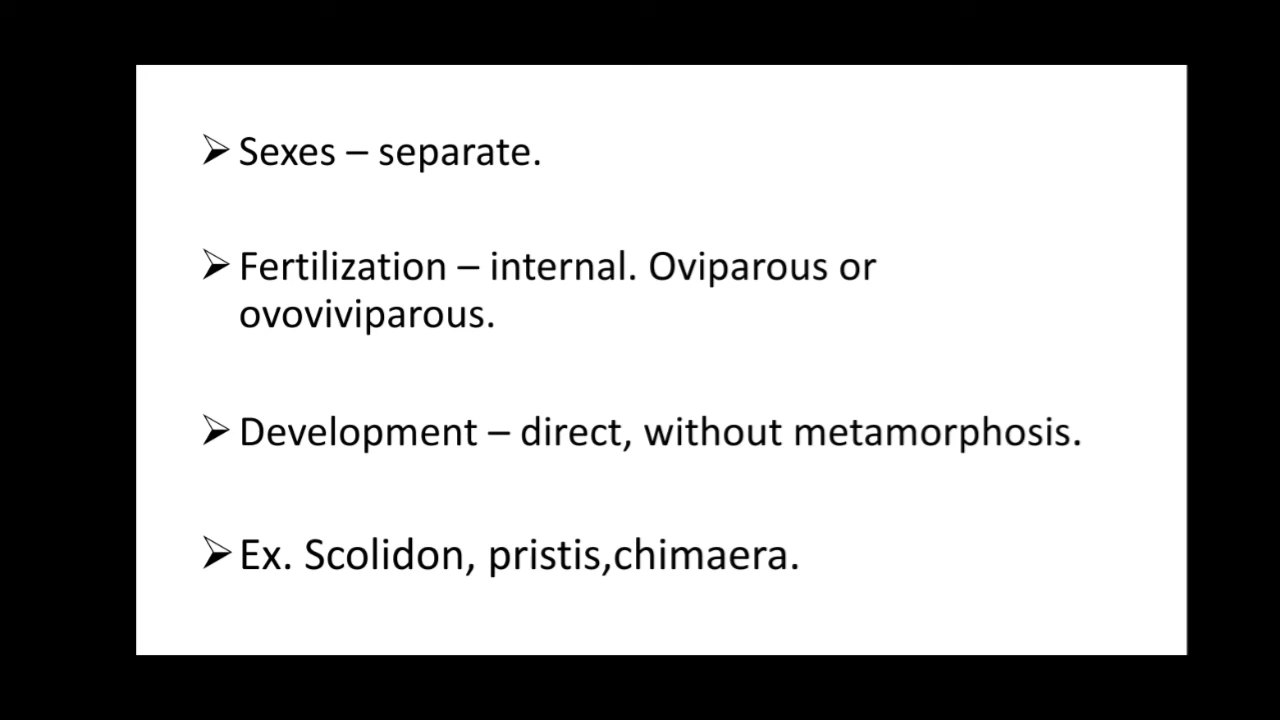 ➢Sexes – separate.
➢Fertilization – internal. Oviparous or
ovoviviparous.
➢Development – direct, without metamorphosis.
➢Ex. Scolidon, pristis,chimaera.